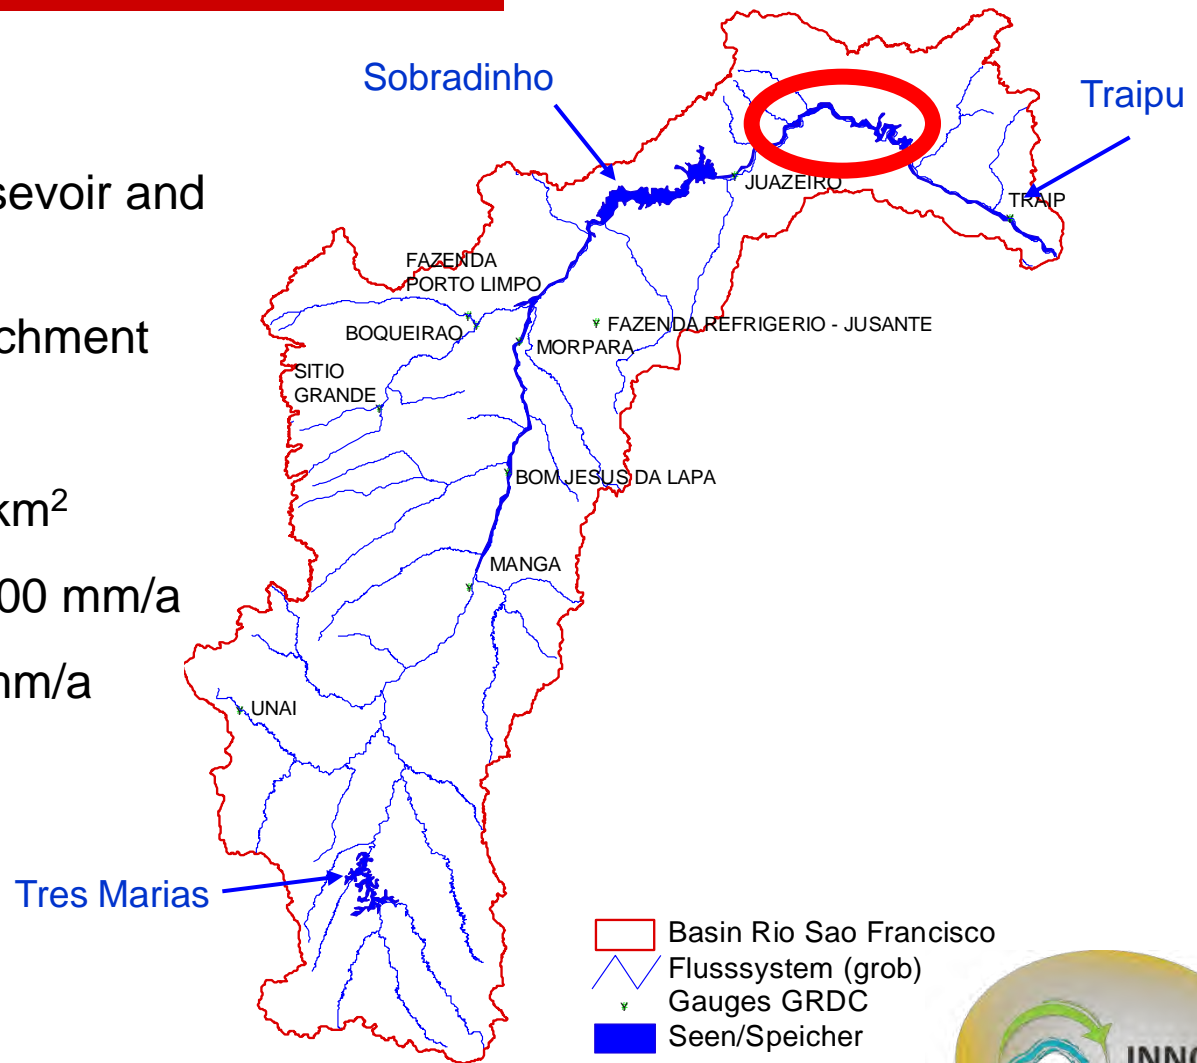 Sobradinho
Traipu
sevoir and
JUAZEIRO
TRAIP
FAZENDA
PORTO LIMPO
chment
BOQUEIRAO
FAZENDA REFRIGERIO - JUSANTE
MORPARA
SITIO
GRANDE
BOM JESUS DA LAPA
km²
MANGA
00 mm/a
mm/a
UNAI
Tres Marias
Basin Rio Sao Francisco
Flusssystem (grob)
Gauges GRDC
Seen/Speicher
INNO